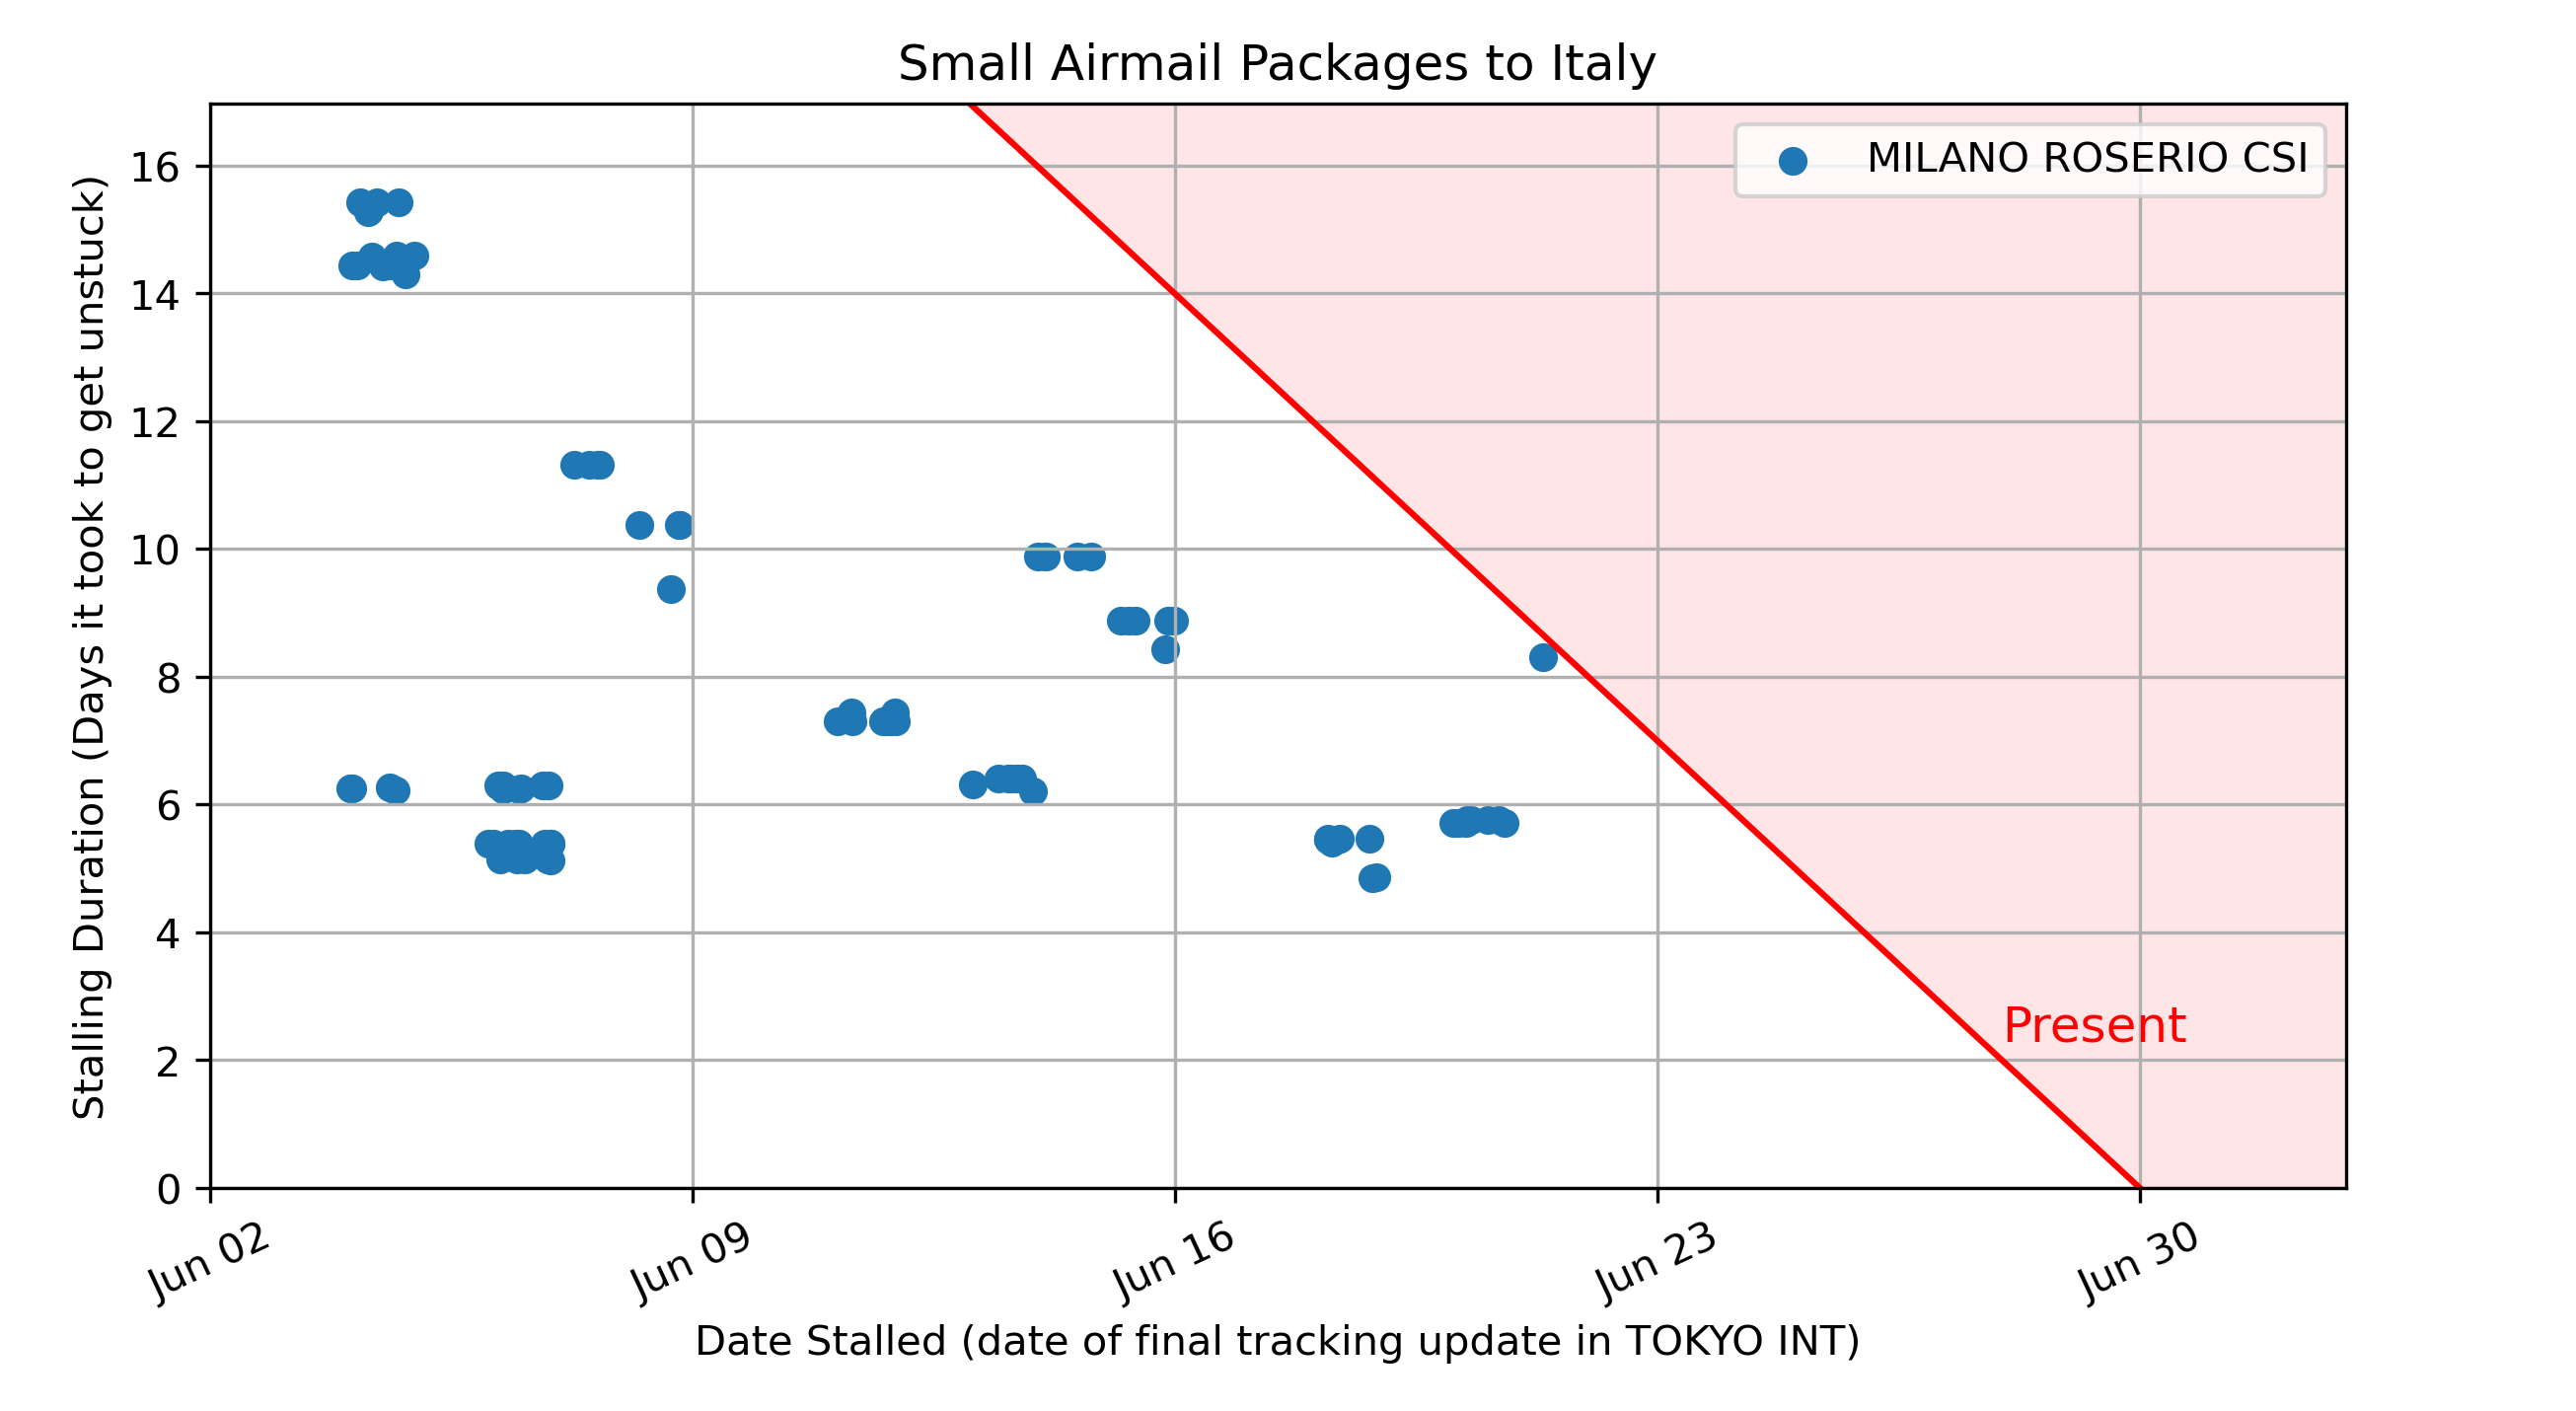 Small Airmail Packages to Italy
MILANO ROSERIO CSI
Stalling Duration (Days it took to get unstuck)
16
14
12
10
8
6
4
2
0
Present
Jun 02
Jun 09
Jun 16
Jun 23
Jun 30
Date Stalled (date of final tracking update in TOKYO INT)